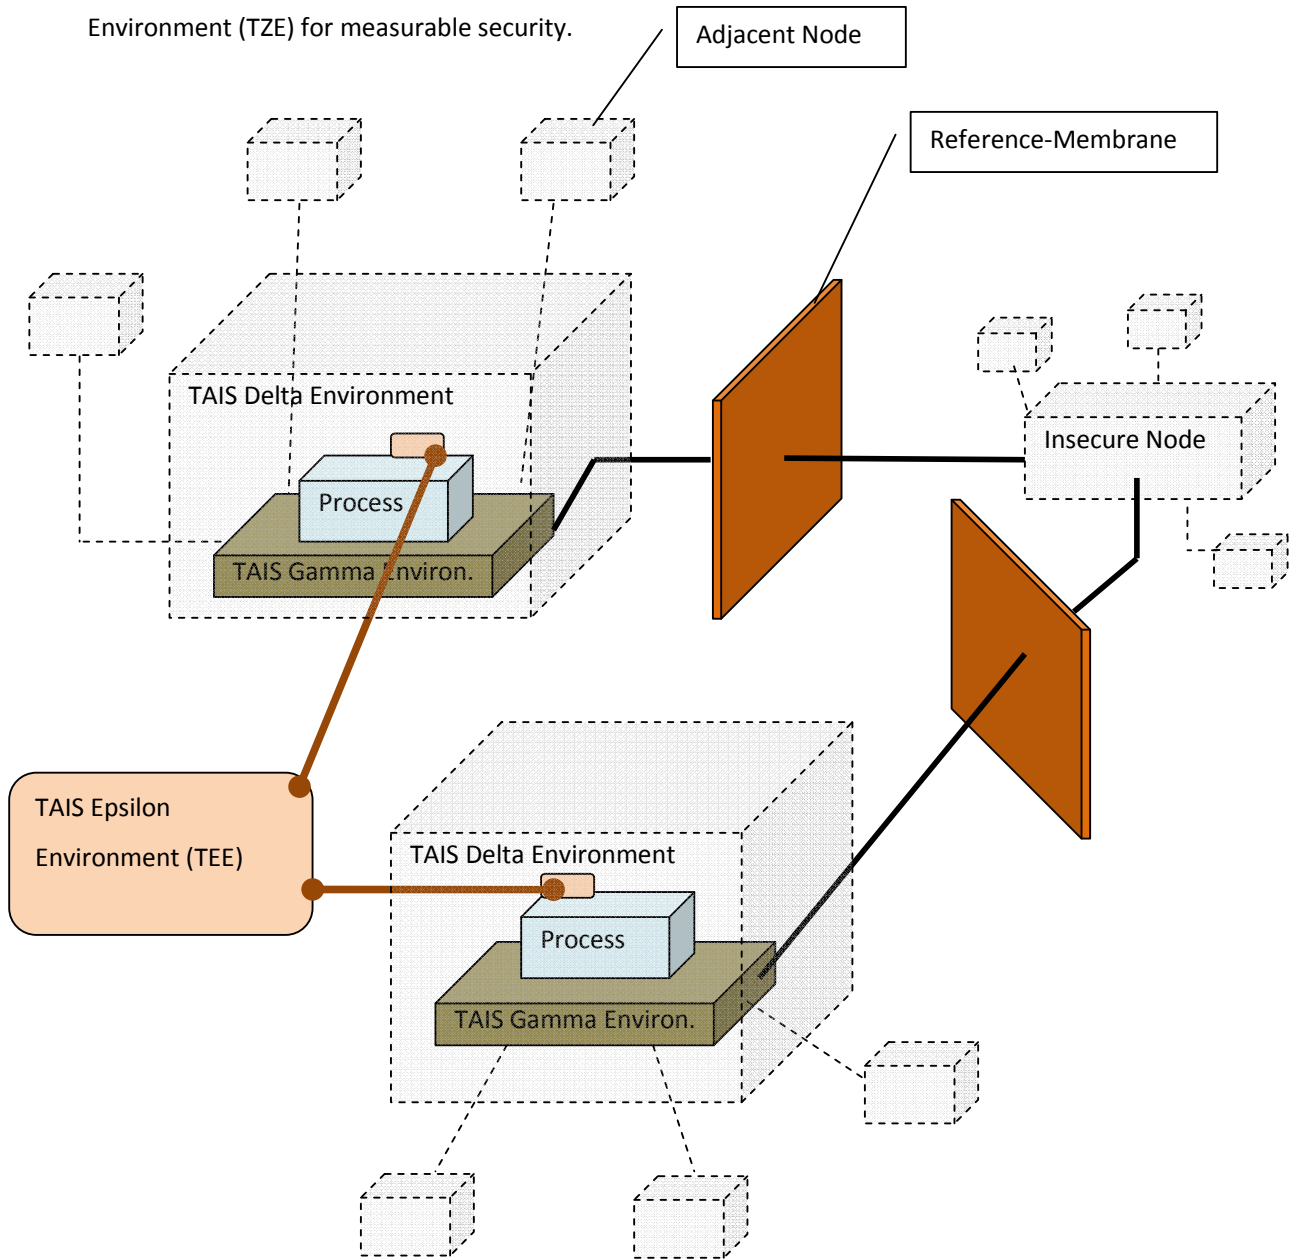 Environment (TZE) for measurable security.
Adjacent Node
Reference-Membrane
TAIS Delta Environment
Insecure Node
Process
TAIS Gamma Environ.
TAIS Epsilon
Environment (TEE)
TAIS Delta Environment
Process
TAIS Gamma Environ.